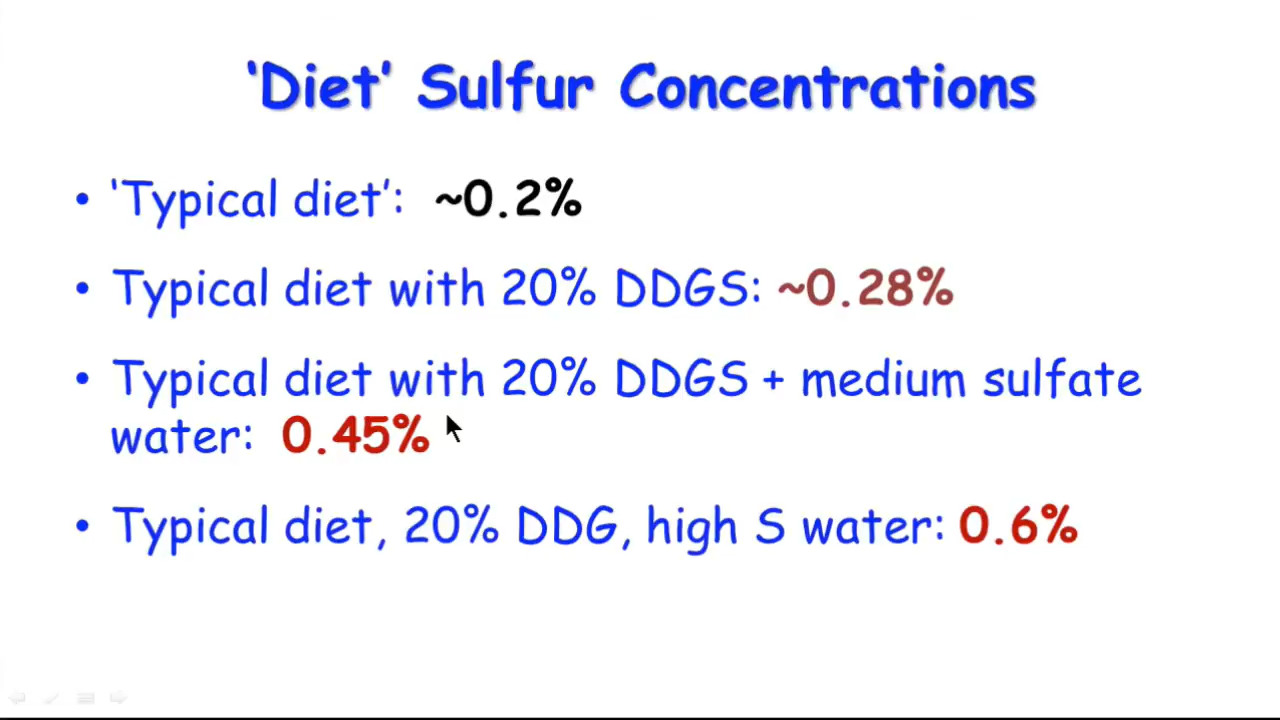 ‘Diet’ Sulfur Concentrations
• ‘Typical diet’: ~0.2%
• Typical diet with 20% DDGS: ~0.28%
• Typical diet with 20% DDGS + medium sulfate
water: 0.45%
• Typical diet, 20% DDG, high S water: 0.6%